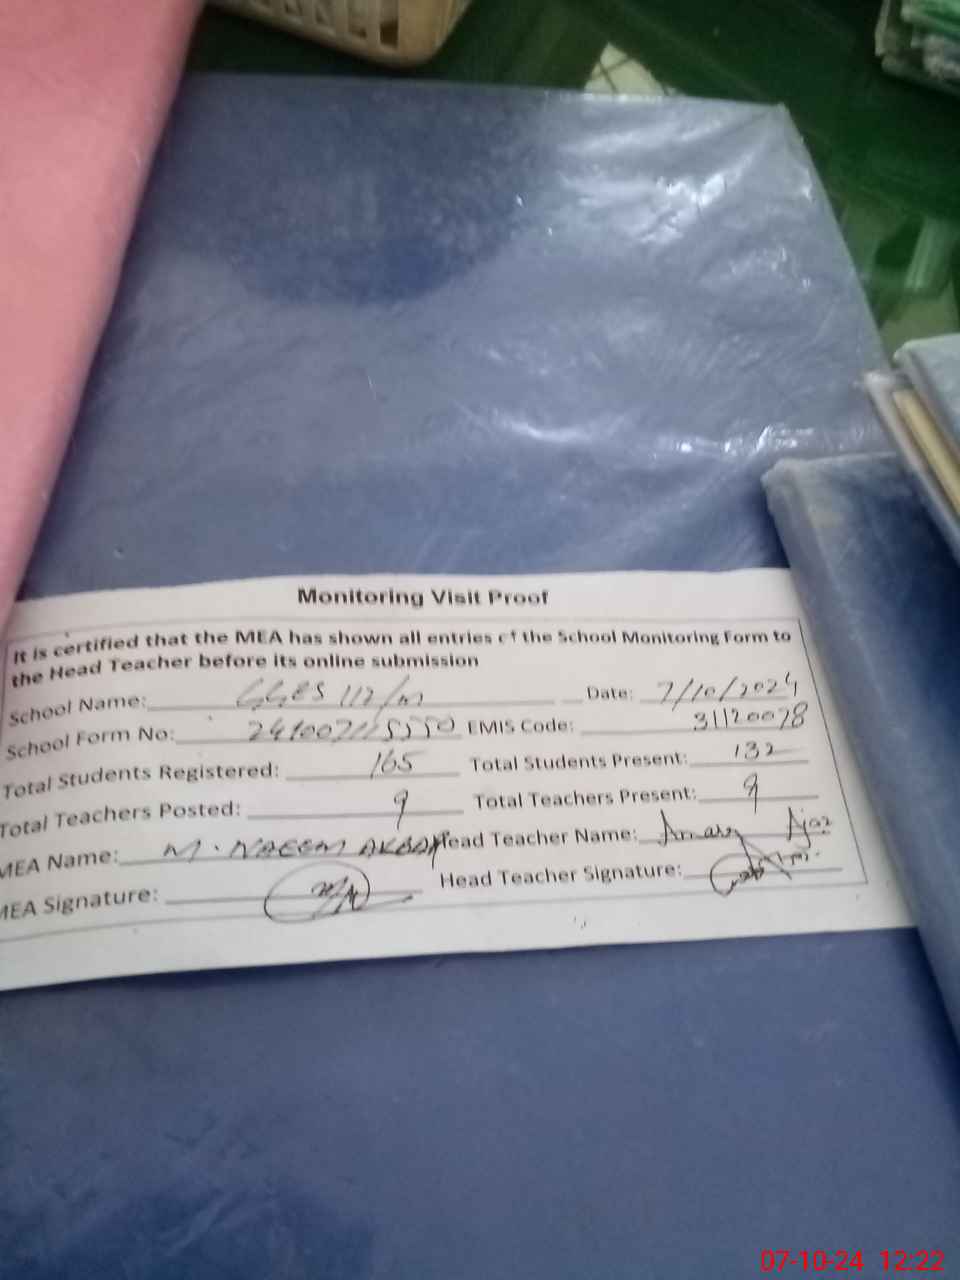 Monitoring Visit Proof
It is certified that the MEA has shown all entries of the School Monitoring Form to
the Head Teacher before its online submission
School Name: GGES 112/M Date: 7/10/2024
School Form No: EMIS Code: 31120078
Total Students Registered: 165 Total Students Present: 132
Total Teachers Posted: 9 Total Teachers Present: 9
MEA Name: M. NAEEM AKBAR Head Teacher Name:
MEA Signature: Head Teacher Signature:
07-10-24 12:22